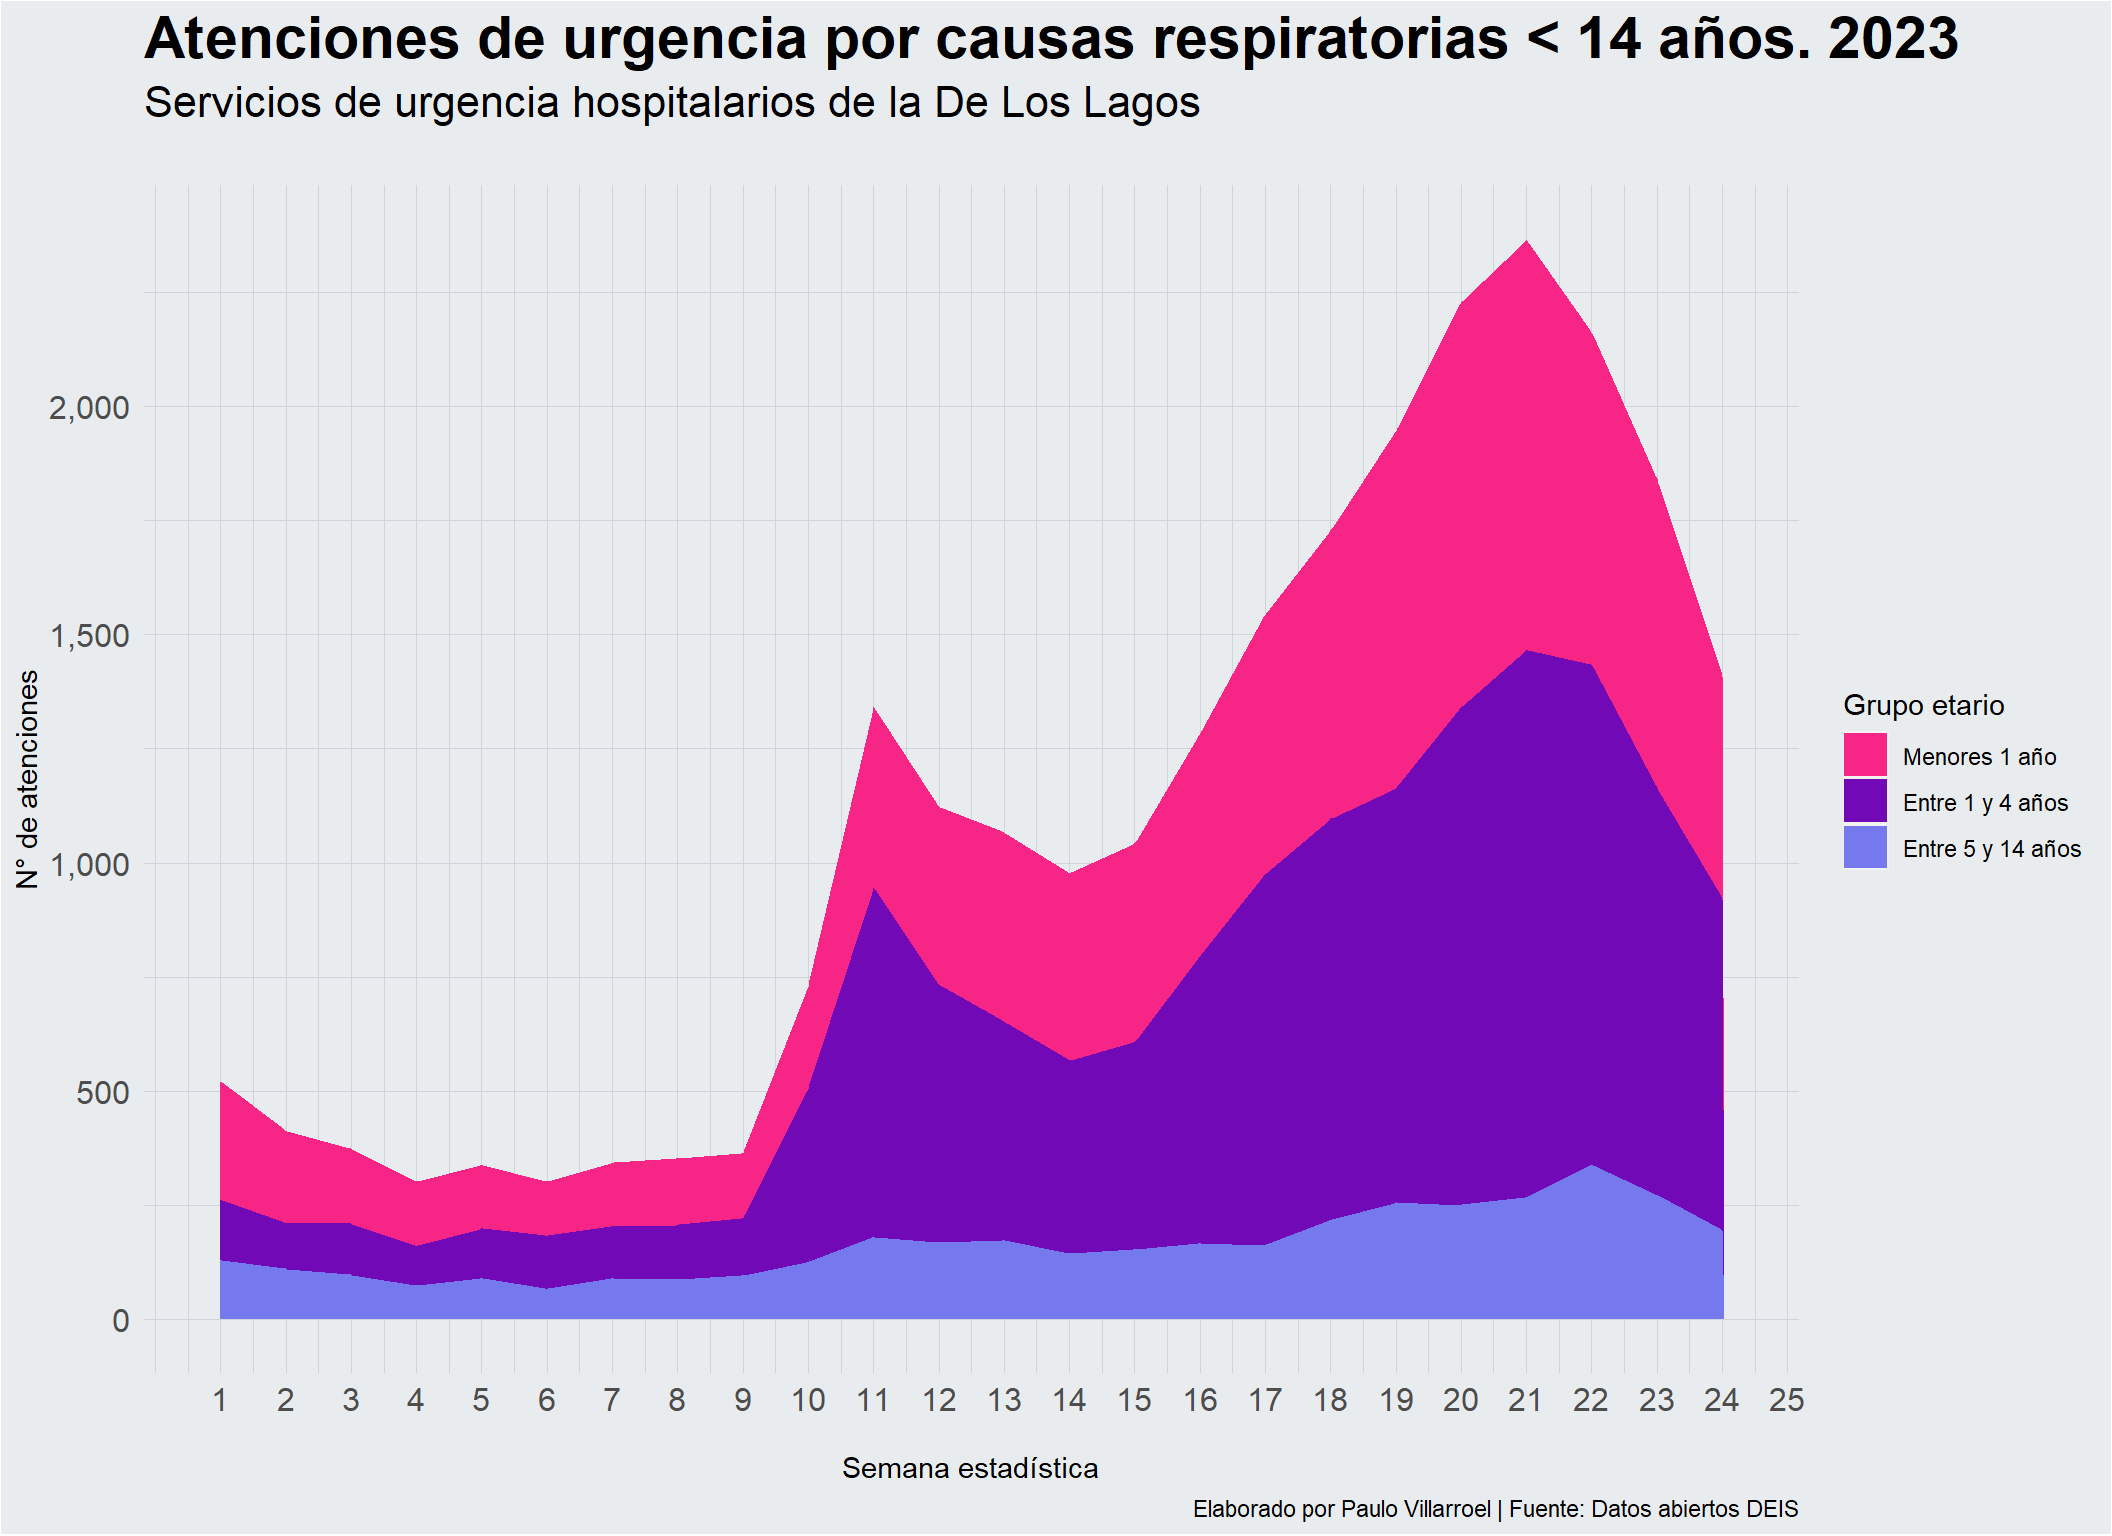 Atenciones de urgencia por causas respiratorias < 14 años. 2023
Servicios de urgencia hospitalarios de la De Los Lagos
2,000
1,500
1,000
500
0
N° de atenciones
1 2 3 4 5 6 7 8 9 10 11 12 13 14 15 16 17 18 19 20 21 22 23 24 25
Semana estadística
Grupo etario
Menores 1 año
Entre 1 y 4 años
Entre 5 y 14 años
Elaborado por Paulo Villarroel | Fuente: Datos abiertos DEIS